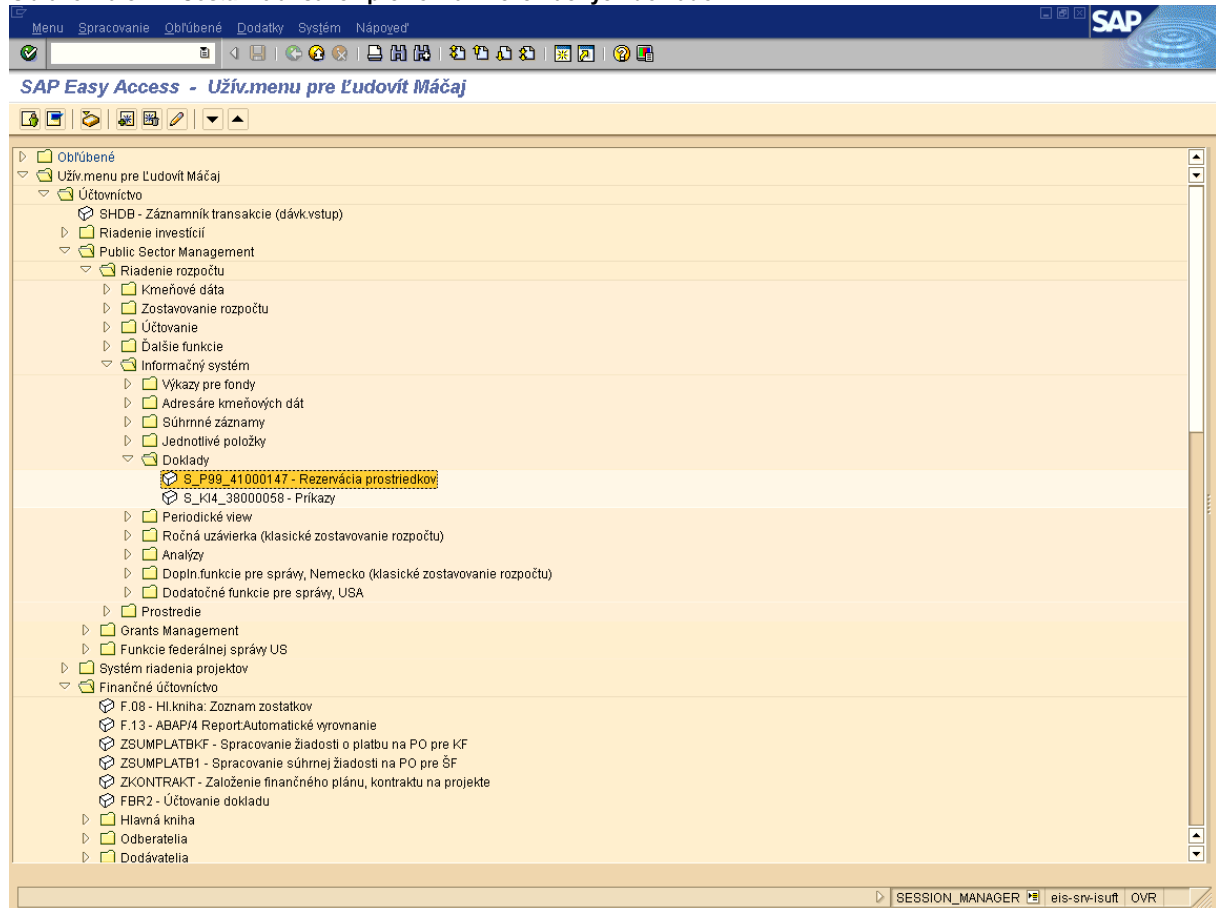 Menu Spracovanie Obľúbené Dodatky Systém Nápoveď
SAP
SAP Easy Access - Užív.menu pre Ľudovít Máčaj
Obľúbené
Užív.menu pre Ľudovít Máčaj
Účtovníctvo
SHDB - Záznamník transakcie (dávk.vstup)
Riadenie investícií
Public Sector Management
Riadenie rozpočtu
Kmeňové dáta
Zostavovanie rozpočtu
Účtovanie
Ďalšie funkcie
Informačný systém
Výkazy pre fondy
Adresáre kmeňových dát
Súhrnné záznamy
Jednotlivé položky
Doklady
S_P99_41000147 - Rezervácia prostriedkov
S_KI4_38000058 - Príkazy
Periodické view
Ročná uzávierka (klasické zostavovanie rozpočtu)
Analýzy
Dopln.funkcie pre správy, Nemecko (klasické zostavovanie rozpočtu)
Dodatočné funkcie pre správy, USA
Prostredie
Grants Management
Funkcie federálnej správy US
Systém riadenia projektov
Finančné účtovníctvo
F.08 - Hl.kniha: Zoznam zostatkov
F.13 - ABAP/4 Report:Automatické vyrovnanie
ZSUMPLATBKF - Spracovanie žiadosti o platbu na PO pre KF
ZSUMPLATB1 - Spracovanie súhrnej žiadosti na PO pre ŠF
ZKONTRAKT - Založenie finančného plánu, kontraktu na projekte
FBR2 - Účtovanie dokladu
Hlavná kniha
Odberatelia
Dodávatelia
SESSION_MANAGER eis-srv-isuft OVR